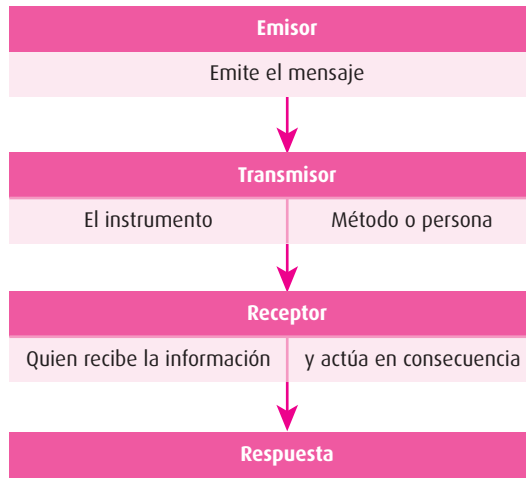 Emisor
Emite el mensaje
Transmisor
El instrumento
Método o persona
Receptor
Quien recibe la información
y actúa en consecuencia
Respuesta